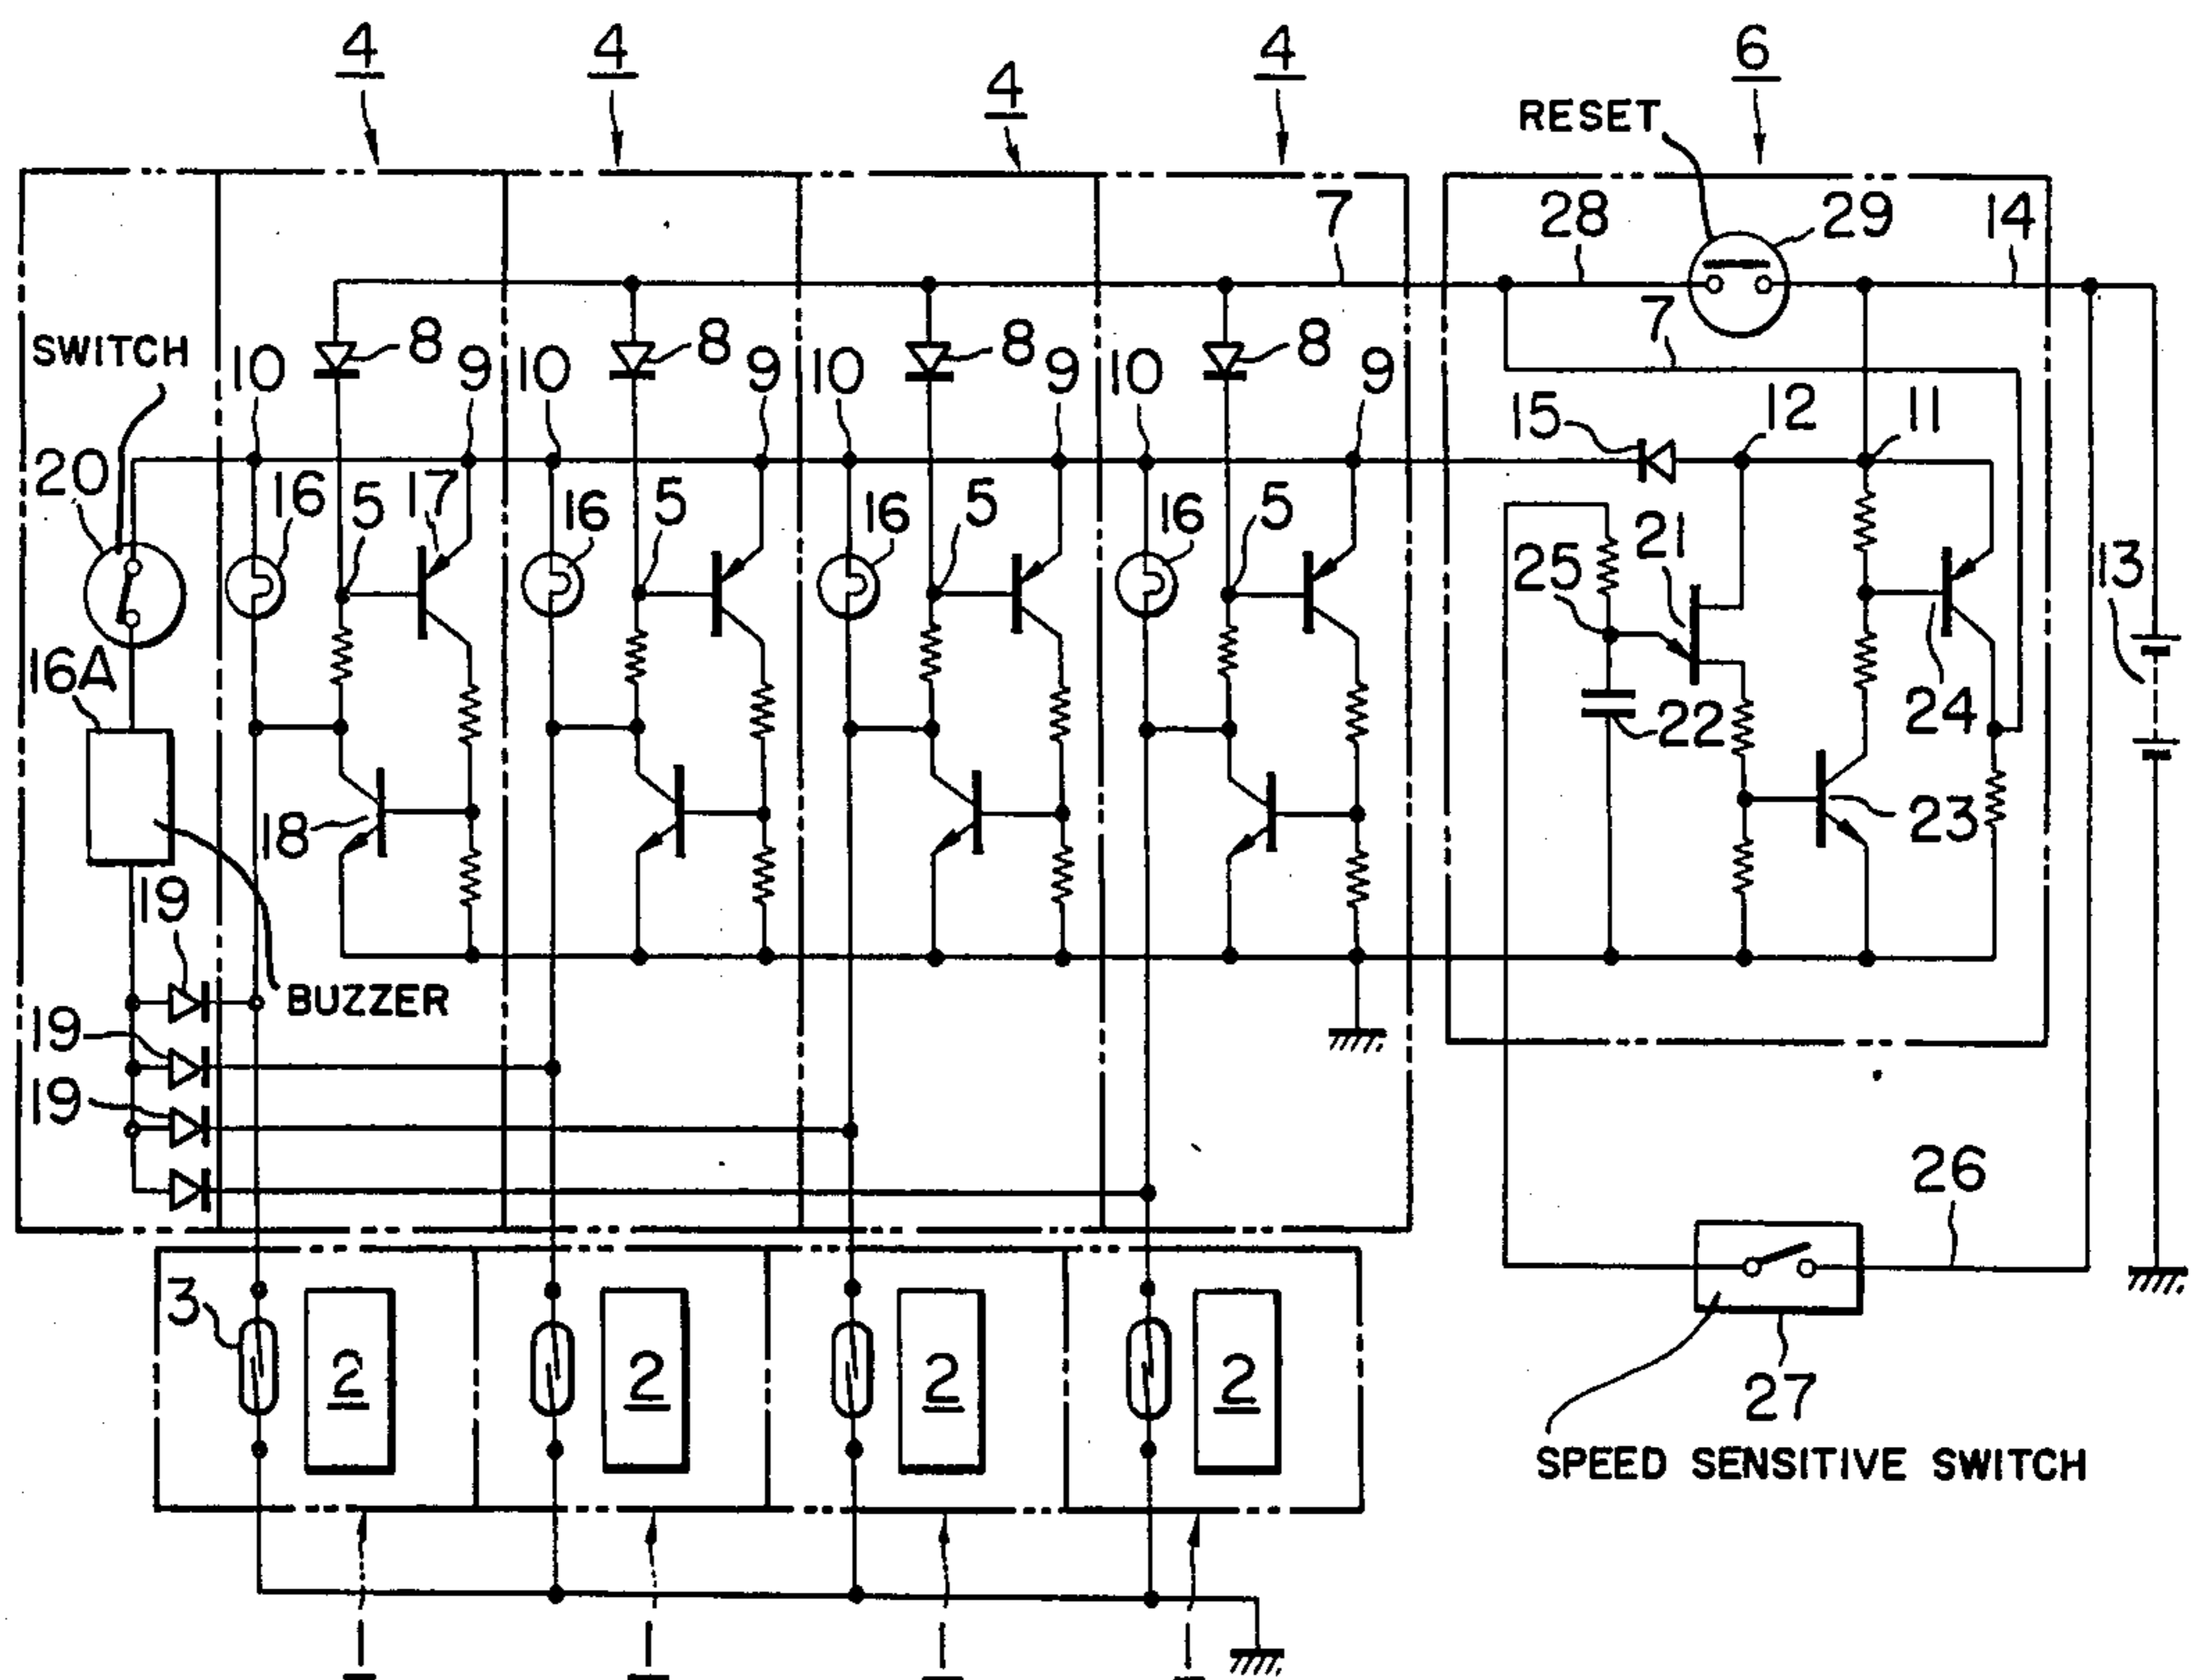 4 4 4 4 6
RESET
7 28 29 14
SWITCH 10 8 9 10 8 9 10 8 9 10 8 9 7
15 12 11
20 16 5 17 16 5 16 5 16 5 25 21 13
16A 22 24
18 23
19
BUZZER
19
19
26
3 2 2 2 2
27
SPEED SENSITIVE SWITCH